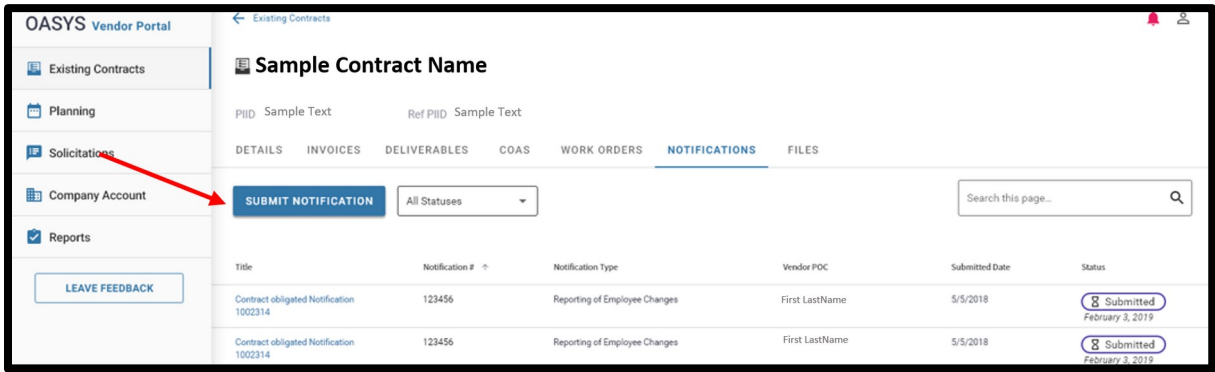 OASYS Vendor Portal
Existing Contracts
Planning
Solicitations
Company Account
Reports
LEAVE FEEDBACK
Existing Contracts
Sample Contract Name
PIID Sample Text Ref PIID Sample Text
DETAILS INVOICES DELIVERABLES COAS WORK ORDERS NOTIFICATIONS FILES
SUBMIT NOTIFICATION All Statuses Search this page...
Title Notification # Notification Type Vendor POC Submitted Date Status
Contract obligated Notification 123456 Reporting of Employee Changes First LastName 5/5/2018 Submitted
1002314 February 3, 2019
Contract obligated Notification 123456 Reporting of Employee Changes First LastName 5/5/2018 Submitted
1002314 February 3, 2019